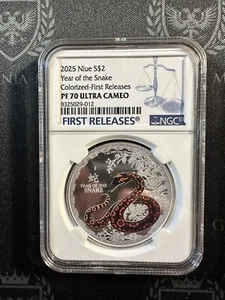 2025 Niue S$2
Year of the Snake
Colorized-First Releases
PF 70 ULTRA CAMEO
8325029-012
FIRST RELEASES®
NGC
YEAR OF THE
SNAKE